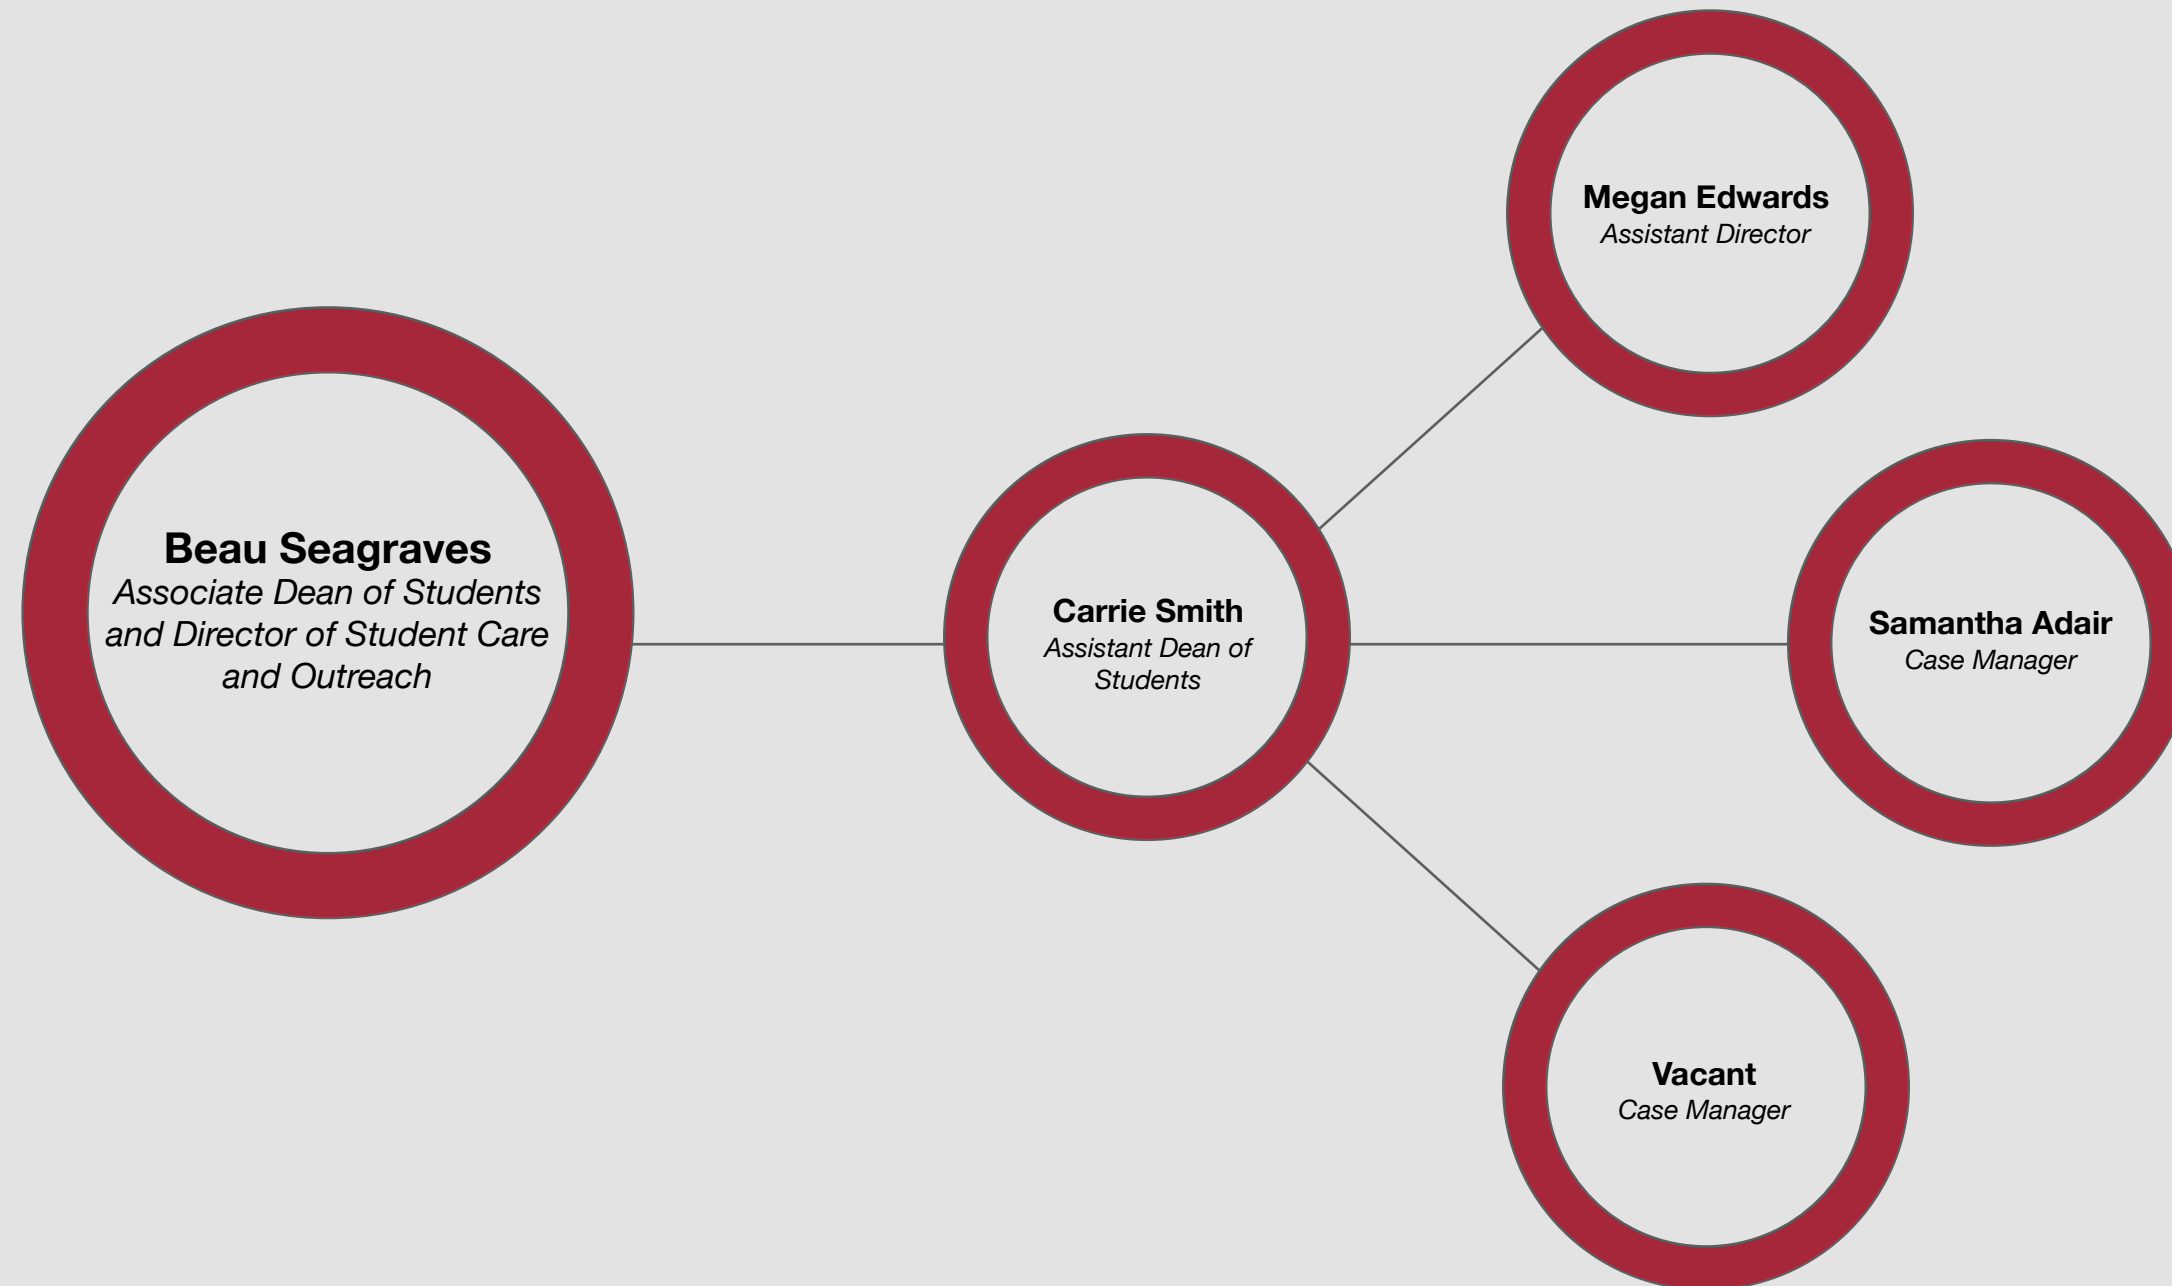 Beau Seagraves
Associate Dean of Students
and Director of Student Care
and Outreach
Carrie Smith
Assistant Dean of
Students
Megan Edwards
Assistant Director
Samantha Adair
Case Manager
Vacant
Case Manager